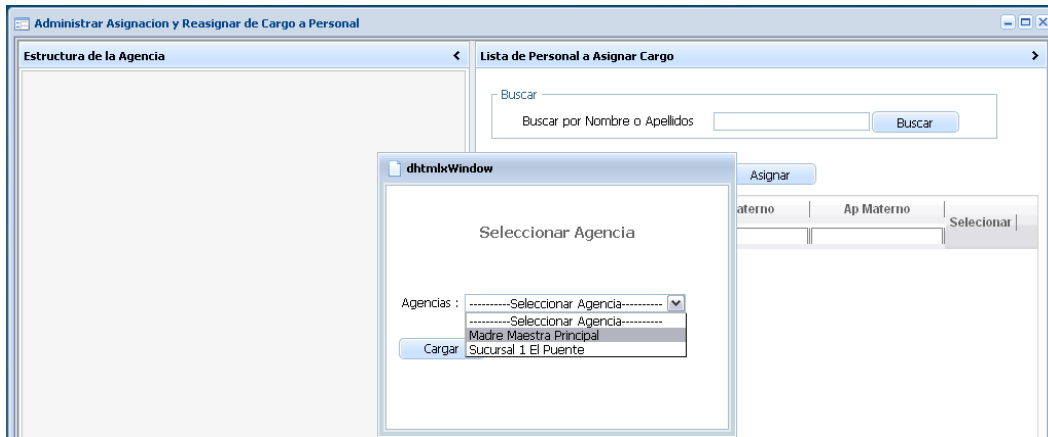 Administrar Asignacion y Reasignar de Cargo a Personal
Estructura de la Agencia
Lista de Personal a Asignar Cargo
Buscar
Buscar por Nombre o Apellidos
Buscar
Asignar
aterno
Ap Materno
Selecionar
dhtmlxWindow
Seleccionar Agencia
Agencias : ----------Seleccionar Agencia----------
----------Seleccionar Agencia----------
Madre Maestra Principal
Sucursal 1 El Puente
Cargar